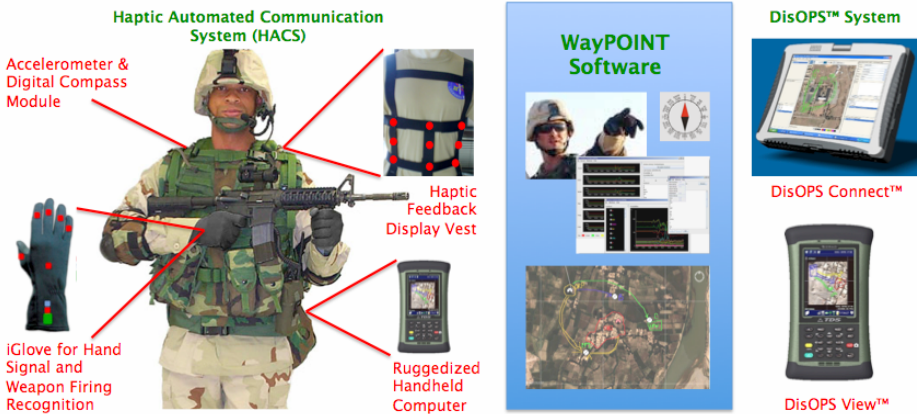 Haptic Automated Communication
System (HACS)
Accelerometer &
Digital Compass
Module
Haptic
Feedback
Display Vest
iGlove for Hand
Signal and
Weapon Firing
Recognition
Ruggedized
Handheld
Computer
WayPOINT
Software
DisOPS™ System
DisOPS Connect™
DisOPS View™